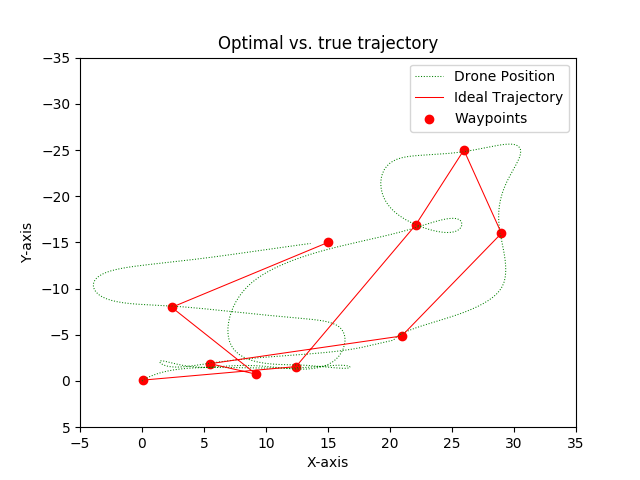 Optimal vs. true trajectory
Drone Position
Ideal Trajectory
Waypoints
Y-axis
−35
−30
−25
−20
−15
−10
−5
0
5
−5 0 5 10 15 20 25 30 35
X-axis